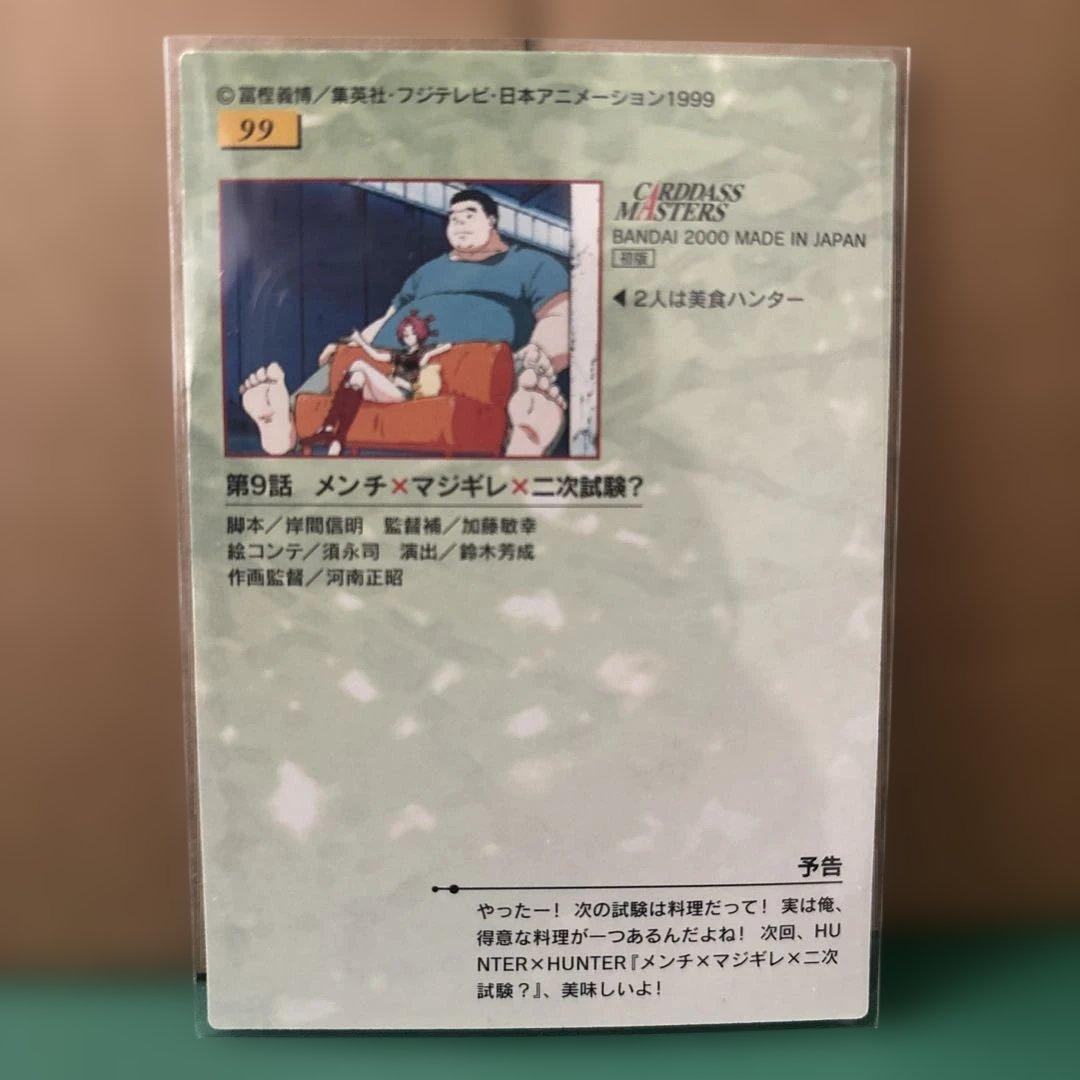 ©冨樫義博／集英社・フジテレビ・日本アニメーション1999
99
CARDDASS
MASTERS
BANDAI 2000 MADE IN JAPAN
初版
◀2人は美食ハンター
第9話　メンチ×マジギレ×二次試験？
脚本／岸間信明　監督補／加藤敏幸
絵コンテ／須永司　演出／鈴木芳成
作画監督／河南正昭
予告
やったー！ 次の試験は料理だって！ 実は俺、
得意な料理が一つあるんだよね！ 次回、HU
NTER×HUNTER『メンチ×マジギレ×二次
試験？』、美味しいよ！